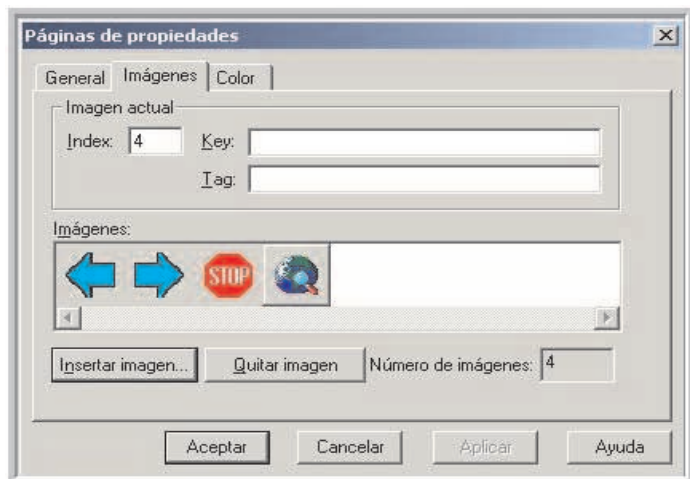 Páginas de propiedades
General Imágenes Color
Imagen actual
Index: 4 Key:
Tag:
Imágenes:
STOP
Insertar imagen... Quitar imagen Número de imágenes: 4
Aceptar Cancelar Aplicar Ayuda